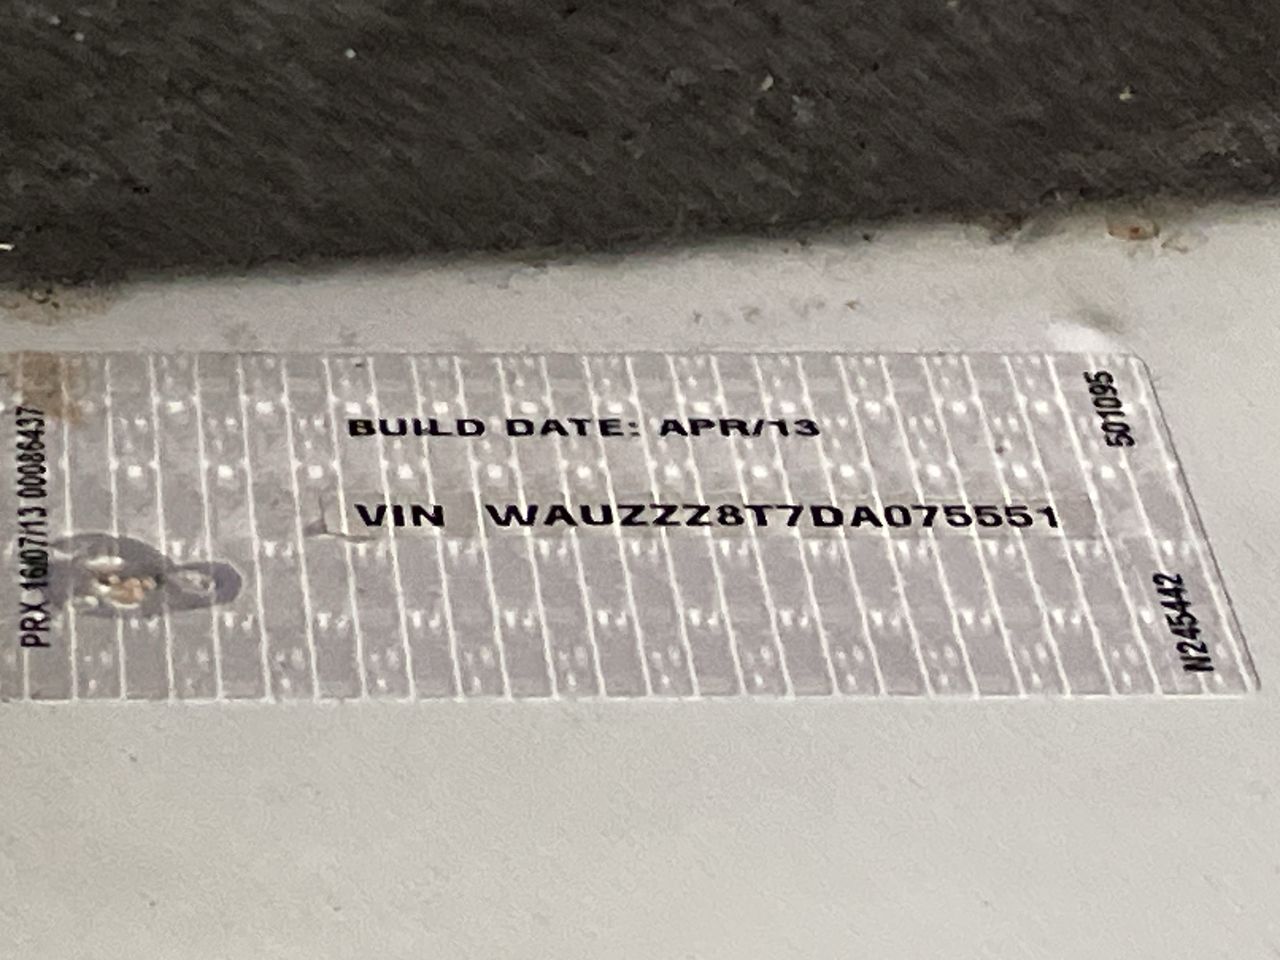 BUILD DATE: APR/13
VIN WAUZZZ8T7DA075551
PRX 16/07/13 00086437
501095
N245442